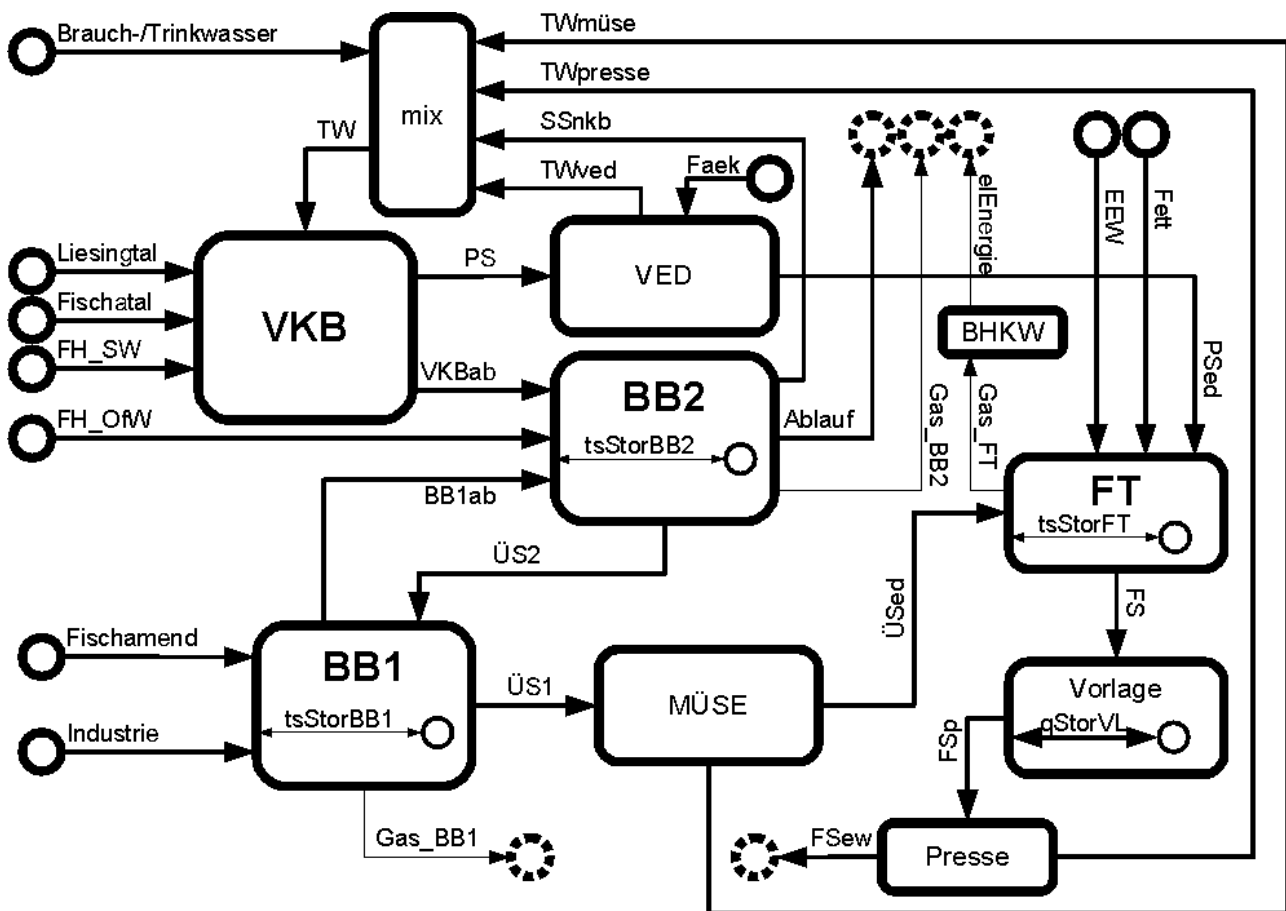 Brauch-/Trinkwasser
TWmüse
TWpresse
mix
SSnkb
TW
TWved
Faek
elEnergie
EEW
Fett
Liesingtal
PS
VED
Fischatal
VKB
BHKW
FH_SW
VKBab
PSed
BB2
Gas_BB2
Gas_FT
FH_OfW
Ablauf
tsStorBB2
FT
BB1ab
tsStorFT
ÜS2
ÜSed
FS
Fischamend
BB1
Vorlage
ÜS1
MÜSE
tsStorBB1
qStorVL
Industrie
FSp
Gas_BB1
FSew
Presse